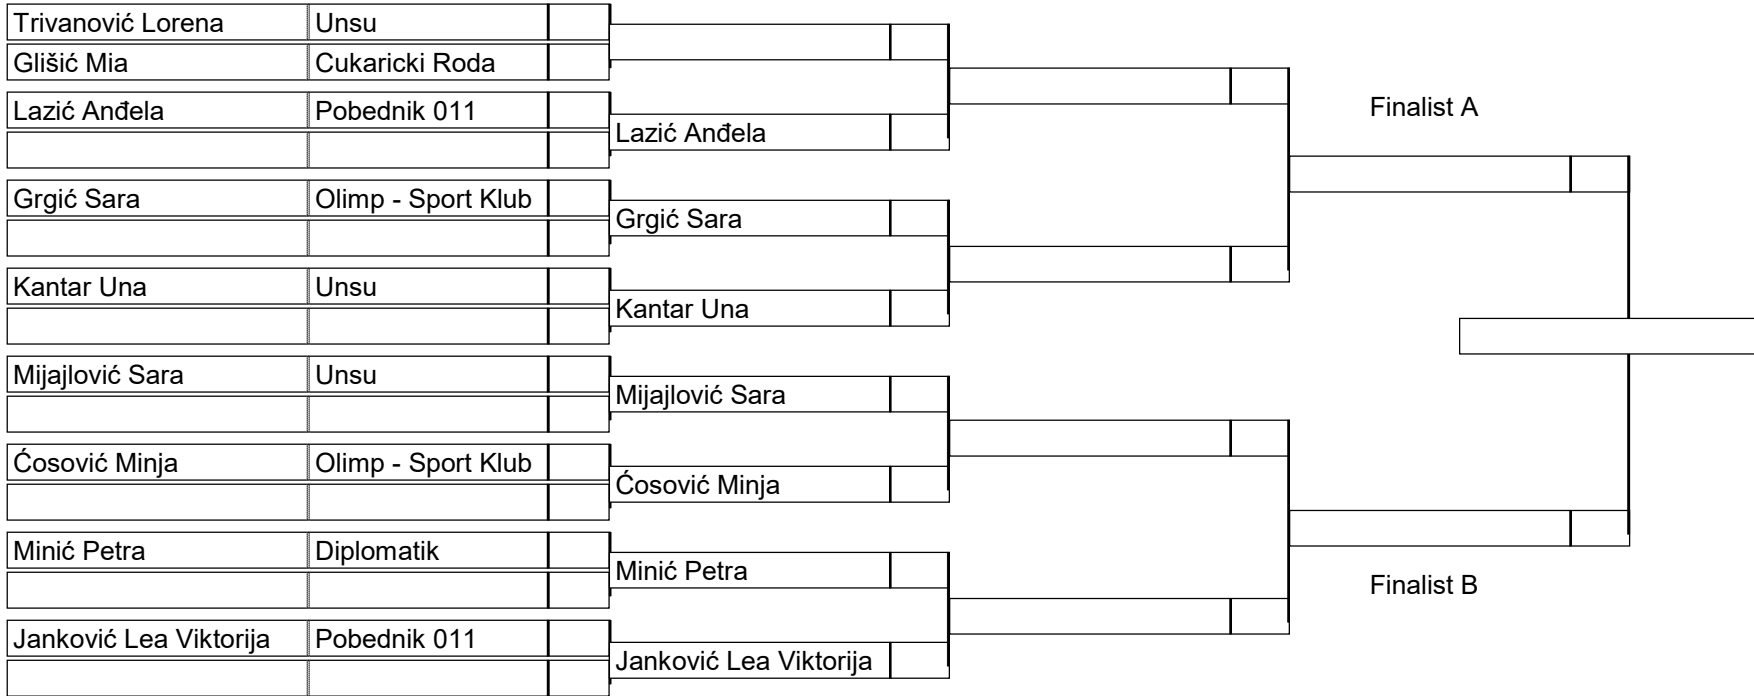 Trivanović Lorena Unsu
Glišić Mia Cukaricki Roda
Lazić Anđela Pobednik 011
Lazić Anđela
Finalist A
Grgić Sara Olimp - Sport Klub
Grgić Sara
Kantar Una Unsu
Kantar Una
Mijajlović Sara Unsu
Mijajlović Sara
Ćosović Minja Olimp - Sport Klub
Ćosović Minja
Minić Petra Diplomatik
Minić Petra
Finalist B
Janković Lea Viktorija Pobednik 011
Janković Lea Viktorija